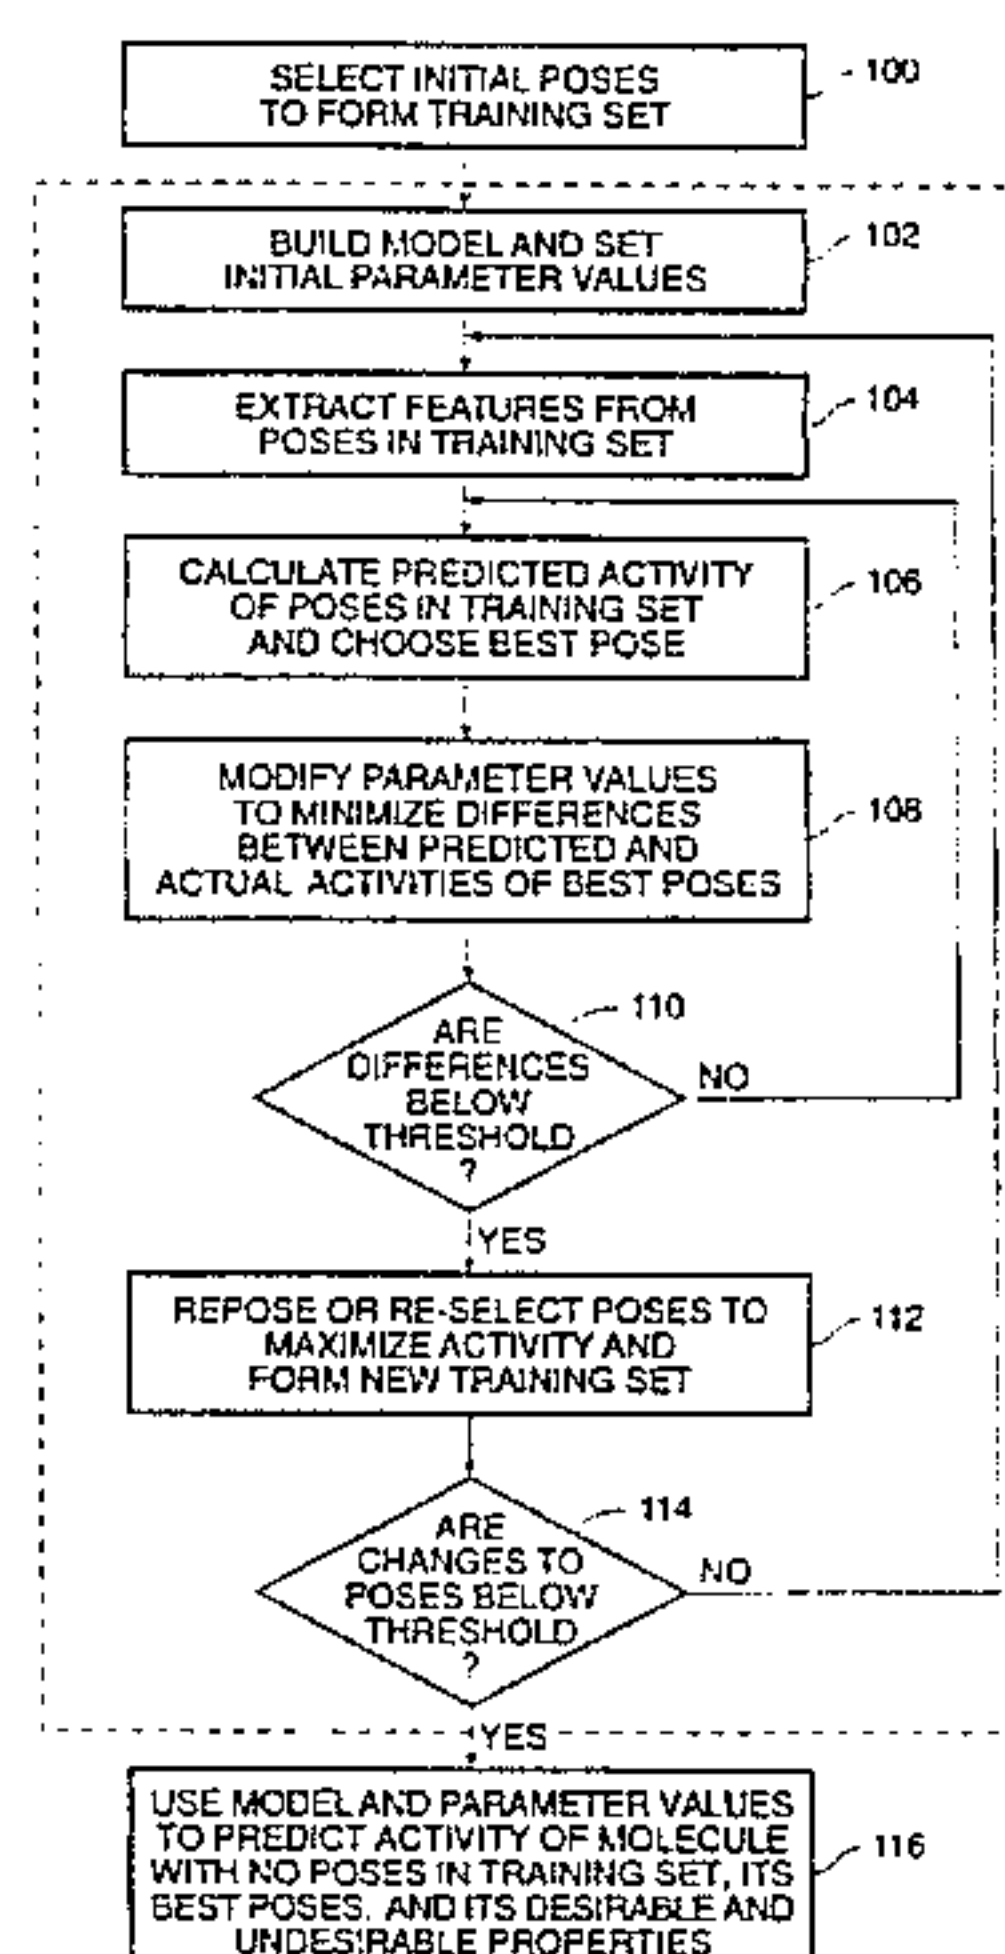 SELECT INITIAL POSES
TO FORM TRAINING SET
100
BUILD MODEL AND SET
INITIAL PARAMETER VALUES
102
EXTRACT FEATURES FROM
POSES IN TRAINING SET
104
CALCULATE PREDICTED ACTIVITY
OF POSES IN TRAINING SET
AND CHOOSE BEST POSE
106
MODIFY PARAMETER VALUES
TO MINIMIZE DIFFERENCES
BETWEEN PREDICTED AND
ACTUAL ACTIVITIES OF BEST POSES
108
ARE
DIFFERENCES
BELOW
THRESHOLD
?
110
NO
YES
REPOSE OR RE-SELECT POSES TO
MAXIMIZE ACTIVITY AND
FORM NEW TRAINING SET
112
ARE
CHANGES TO
POSES BELOW
THRESHOLD
?
114
NO
YES
USE MODEL AND PARAMETER VALUES
TO PREDICT ACTIVITY OF MOLECULE
WITH NO POSES IN TRAINING SET, ITS
BEST POSES, AND ITS DESIRABLE AND
UNDESIRABLE PROPERTIES
116